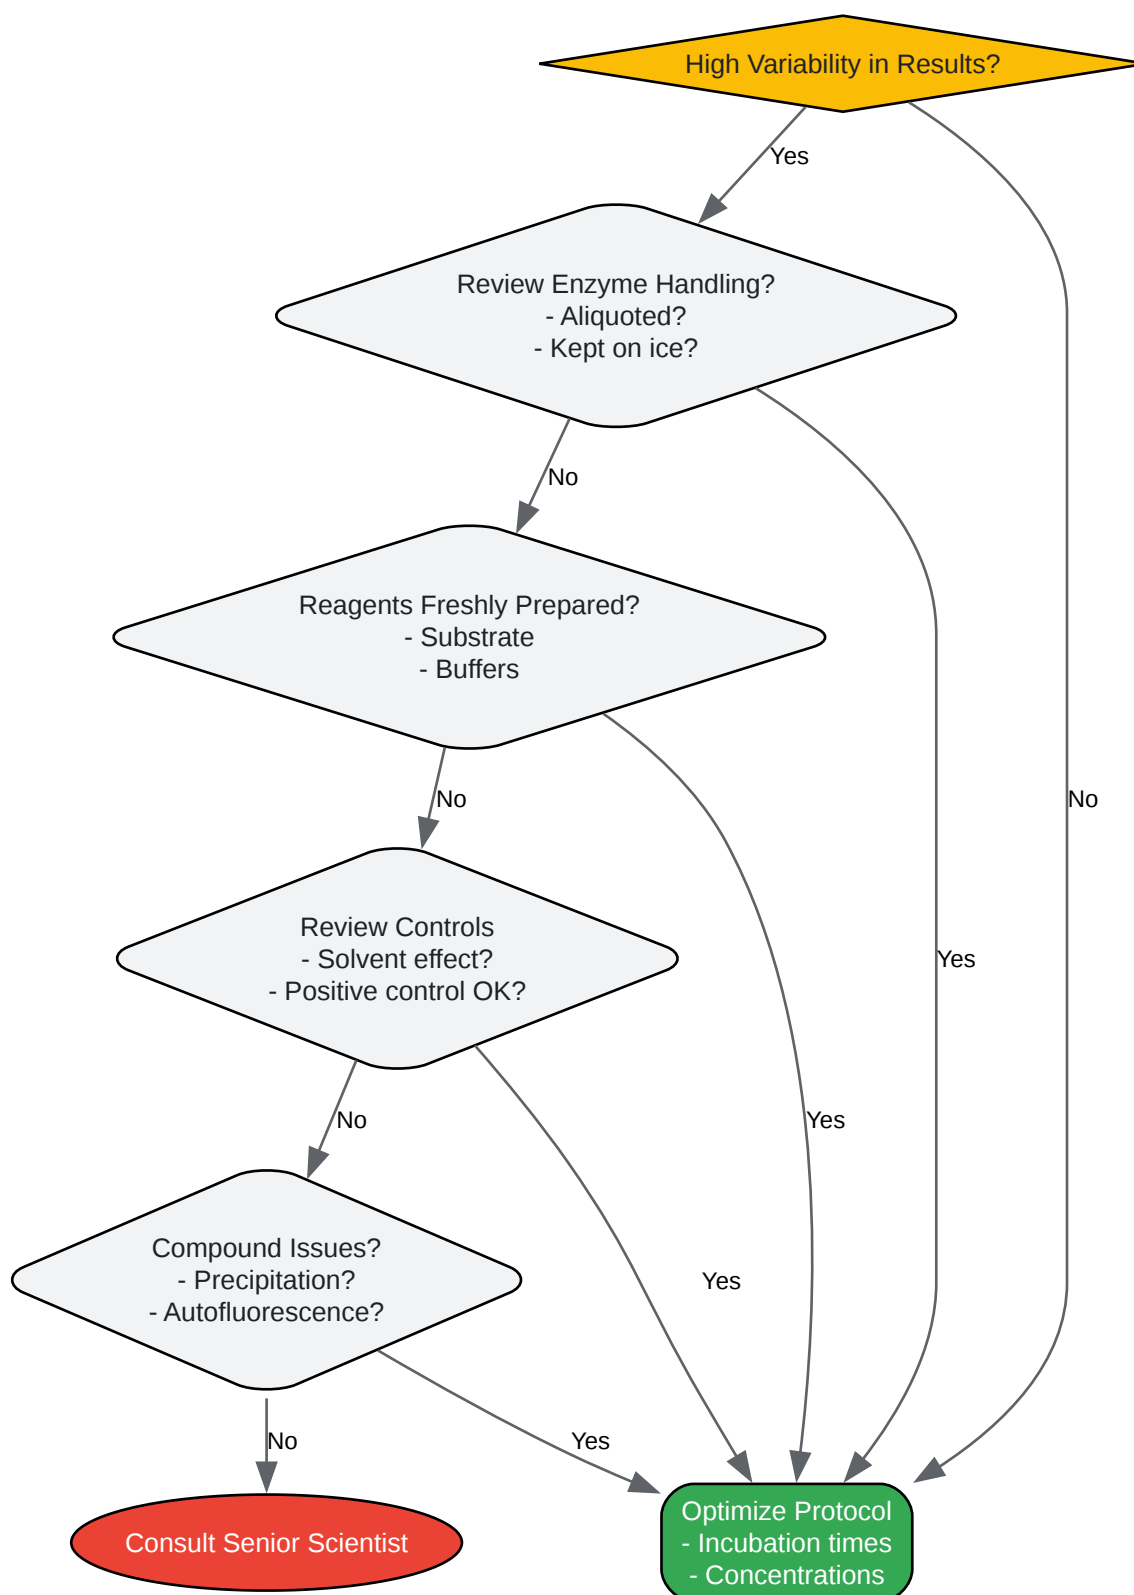 High Variability in Results?
Yes
Review Enzyme Handling?
- Aliquoted?
- Kept on ice?
No
Reagents Freshly Prepared?
- Substrate
- Buffers
No
No
Review Controls
- Solvent effect?
- Positive control OK?
Yes
No
Yes
Compound Issues?
- Precipitation?
- Autofluorescence?
Yes
No
Yes
Consult Senior Scientist
Optimize Protocol
- Incubation times
- Concentrations